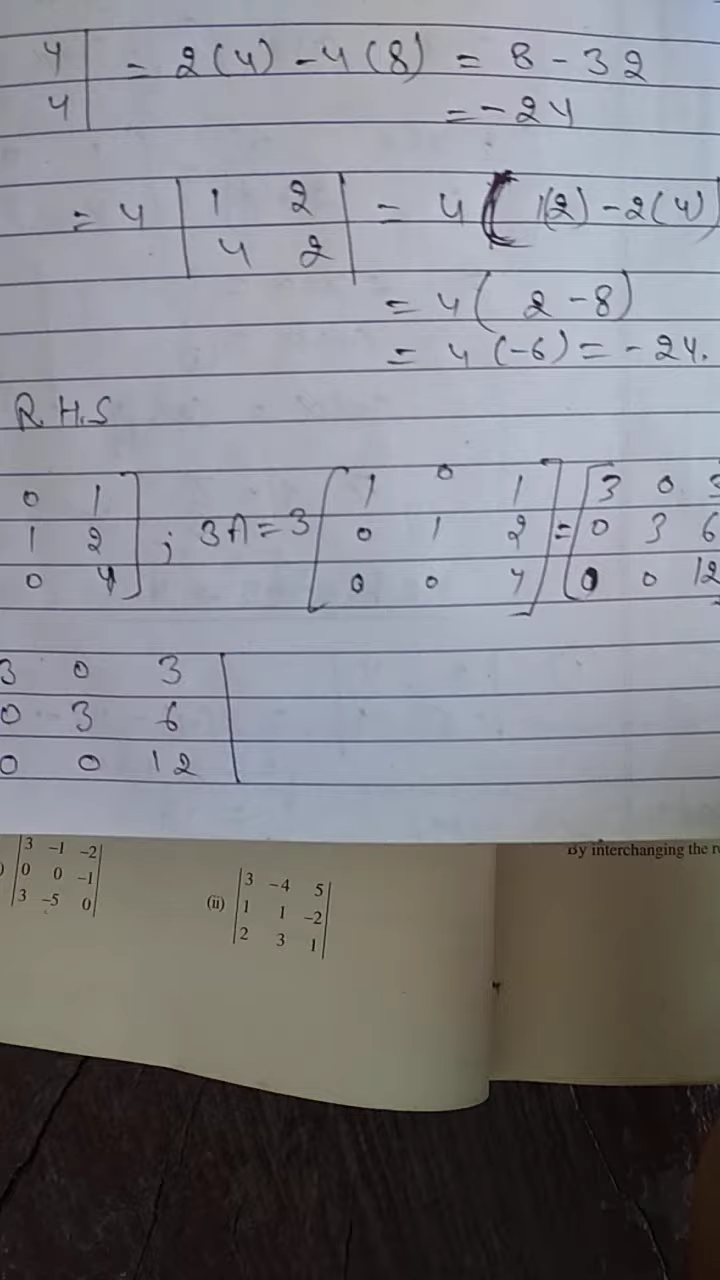 4 = 2(4) - 4(8) = 8 - 32
4 = -24
= 4 | 1 2 | = 4( 1(2) - 2(4)
4 2
= 4( 2 - 8)
= 4(-6) = -24.
R.H.S
0 1 ] [ 1 0 1 ] [ 3 0 3
1 2 ; 3A = 3 0 1 2 = 0 3 6
0 4 0 0 4 0 0 12
3 0 3
0 3 6
0 0 12
3 -1 -2
0 0 -1
3 -5 0
(ii) 3 -4 5
1 1 -2
2 3 1
By interchanging the